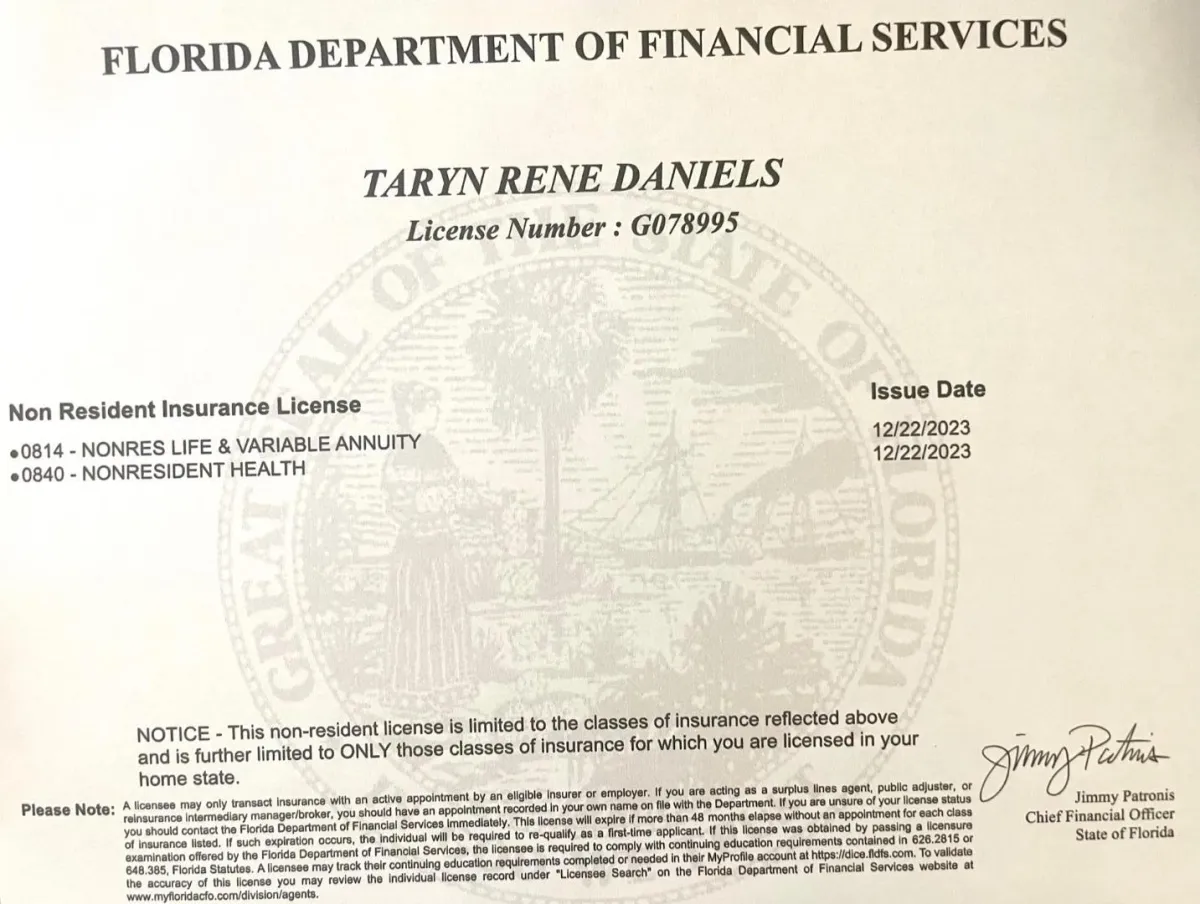 FLORIDA DEPARTMENT OF FINANCIAL SERVICES
TARYN RENE DANIELS
License Number : G078995
GREAT SEAL OF THE STATE OF FLORIDA
Non Resident Insurance License
Issue Date
●0814 - NONRES LIFE & VARIABLE ANNUITY
12/22/2023
●0840 - NONRESIDENT HEALTH
12/22/2023
NOTICE - This non-resident license is limited to the classes of insurance reflected above
and is further limited to ONLY those classes of insurance for which you are licensed in your
home state.
Please Note: A licensee may only transact insurance with an active appointment by an eligible insurer or employer. If you are acting as a surplus lines agent, public adjuster, or
reinsurance intermediary manager/broker, you should have an appointment recorded in your own name on file with the Department. If you are unsure of your license status
you should contact the Florida Department of Financial Services immediately. This license will expire if more than 48 months elapse without an appointment for each class
of insurance listed. If such expiration occurs, the individual will be required to re-qualify as a first-time applicant. If this license was obtained by passing a licensure
examination offered by the Florida Department of Financial Services, the licensee is required to comply with continuing education requirements contained in 626.2815 or
648.385, Florida Statutes. A licensee may track their continuing education requirements completed or needed in their MyProfile account at https://dice.fldfs.com. To validate
the accuracy of this license you may review the individual license record under "Licensee Search" on the Florida Department of Financial Services website at
www.myfloridacfo.com/division/agents.
Jimmy Patronis
Jimmy Patronis
Chief Financial Officer
State of Florida